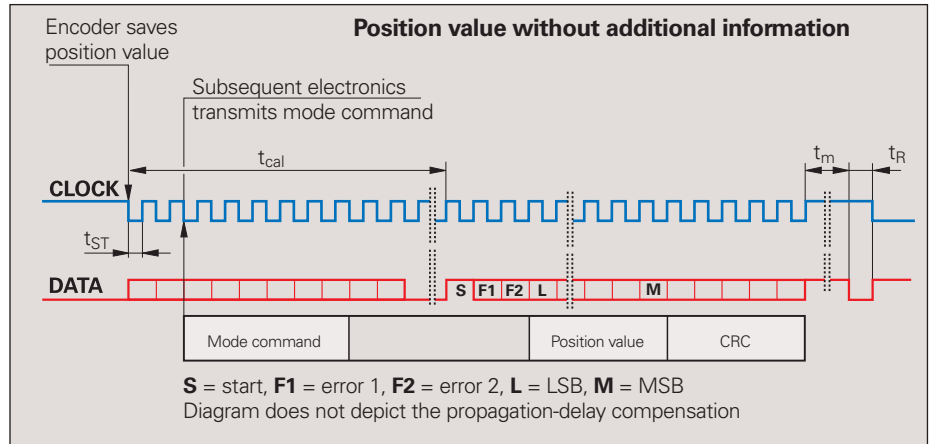 Encoder saves
position value
Position value without additional information
Subsequent electronics
transmits mode command
tcal
tm
tR
CLOCK
tST
DATA
S F1 F2 L M
Mode command
Position value
CRC
S = start, F1 = error 1, F2 = error 2, L = LSB, M = MSB
Diagram does not depict the propagation-delay compensation